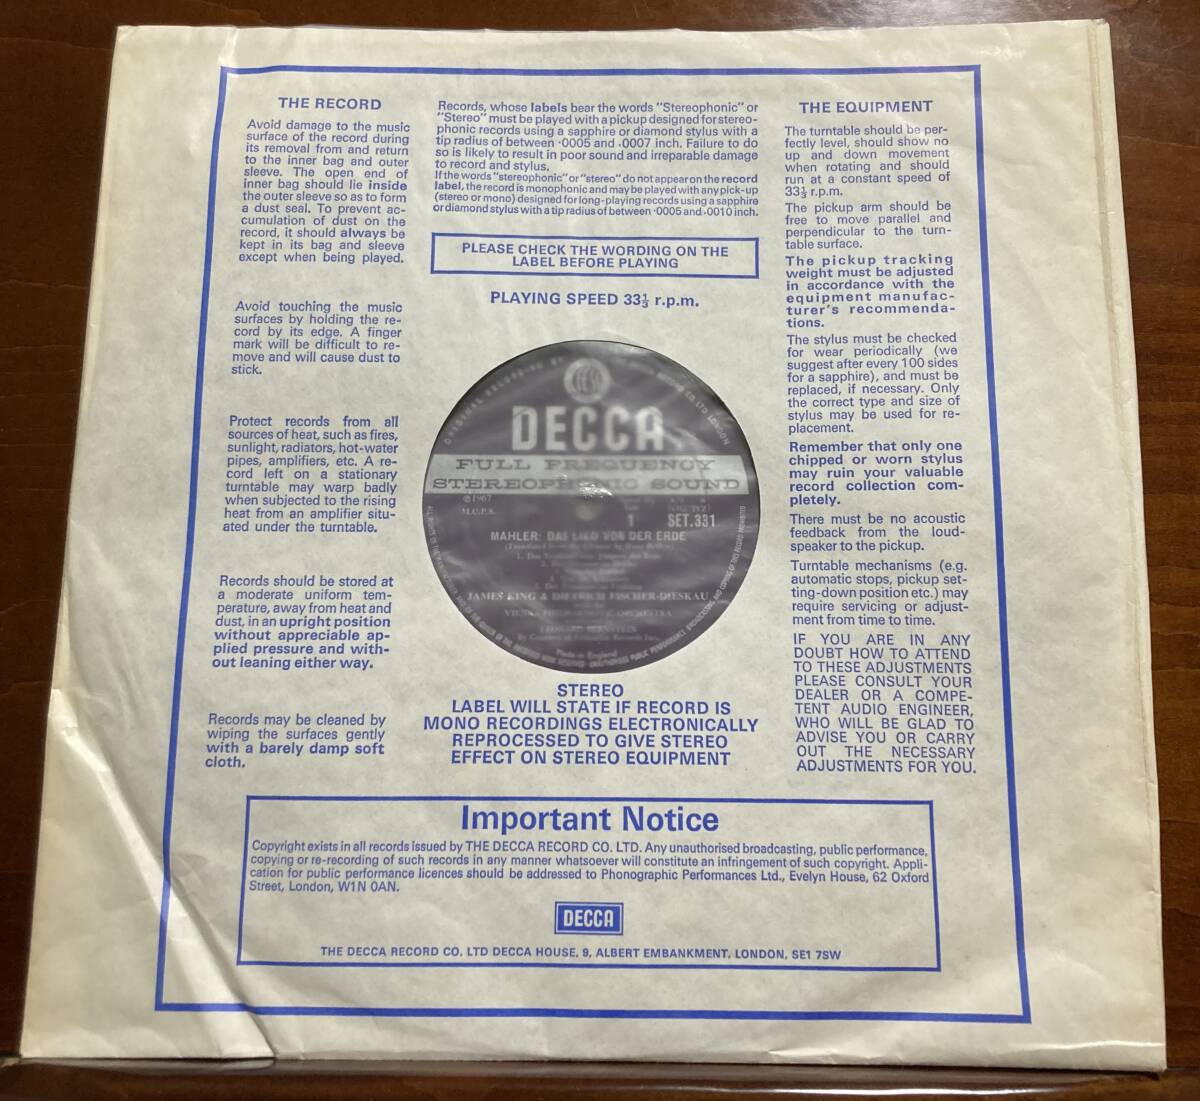 THE RECORD
Avoid damage to the music
surface of the record during
its removal from and return
to the inner bag and outer
sleeve. The open end of
inner bag should lie inside
the outer sleeve so as to form
a dust seal. To prevent ac-
cumulation of dust on the
record, it should always be
kept in its bag and sleeve
except when being played.
Avoid touching the music
surfaces by holding the re-
cord by its edge. A finger
mark will be difficult to re-
move and will cause dust to
stick.
Protect records from all
sources of heat, such as fires,
sunlight, radiators, hot-water
pipes, amplifiers, etc. A re-
cord left on a stationary
turntable may warp badly
when subjected to the rising
heat from an amplifier situ-
ated under the turntable.
Records should be stored at
a moderate uniform tem-
perature, away from heat and
dust, in an upright position
without appreciable ap-
plied pressure and with-
out leaning either way.
Records may be cleaned by
wiping the surfaces gently
with a barely damp soft
cloth.
Records, whose labels bear the words "Stereophonic" or
"Stereo" must be played with a pickup designed for stereo-
phonic records using a sapphire or diamond stylus with a
tip radius of between ·0005 and ·0007 inch. Failure to do
so is likely to result in poor sound and irreparable damage
to record and stylus.
If the words "stereophonic" or "stereo" do not appear on the record
label, the record is monophonic and may be played with any pick-up
(stereo or mono) designed for long-playing records using a sapphire
or diamond stylus with a tip radius of between ·0005 and ·0010 inch.
PLEASE CHECK THE WORDING ON THE
LABEL BEFORE PLAYING
PLAYING SPEED 33⅓ r.p.m.
DECCA
FULL FREQUENCY
STEREOPHONIC SOUND
℗1967
M.C.P.S.
1 SET.331
MAHLER: DAS LIED VON DER ERDE
JAMES KING & DIETRICH FISCHER-DIESKAU
VIENNA PHILHARMONIC ORCHESTRA
LEONARD BERNSTEIN
Made in England
STEREO
LABEL WILL STATE IF RECORD IS
MONO RECORDINGS ELECTRONICALLY
REPROCESSED TO GIVE STEREO
EFFECT ON STEREO EQUIPMENT
THE EQUIPMENT
The turntable should be per-
fectly level, should show no
up and down movement
when rotating and should
run at a constant speed of
33⅓ r.p.m.
The pickup arm should be
free to move parallel and
perpendicular to the turn-
table surface.
The pickup tracking
weight must be adjusted
in accordance with the
equipment manufac-
turer's recommenda-
tions.
The stylus must be checked
for wear periodically (we
suggest after every 100 sides
for a sapphire), and must be
replaced, if necessary. Only
the correct type and size of
stylus may be used for re-
placement.
Remember that only one
chipped or worn stylus
may ruin your valuable
record collection com-
pletely.
There must be no acoustic
feedback from the loud-
speaker to the pickup.
Turntable mechanisms (e.g.
automatic stops, pickup set-
ting-down position etc.) may
require servicing or adjust-
ment from time to time.
IF YOU ARE IN ANY
DOUBT HOW TO ATTEND
TO THESE ADJUSTMENTS
PLEASE CONSULT YOUR
DEALER OR A COMPE-
TENT AUDIO ENGINEER,
WHO WILL BE GLAD TO
ADVISE YOU OR CARRY
OUT THE NECESSARY
ADJUSTMENTS FOR YOU.
Important Notice
Copyright exists in all records issued by THE DECCA RECORD CO. LTD. Any unauthorised broadcasting, public performance,
copying or re-recording of such records in any manner whatsoever will constitute an infringement of such copyright. Appli-
cation for public performance licences should be addressed to Phonographic Performances Ltd., Evelyn House, 62 Oxford
Street, London, W1N 0AN.
DECCA
THE DECCA RECORD CO. LTD DECCA HOUSE, 9, ALBERT EMBANKMENT, LONDON, SE1 7SW